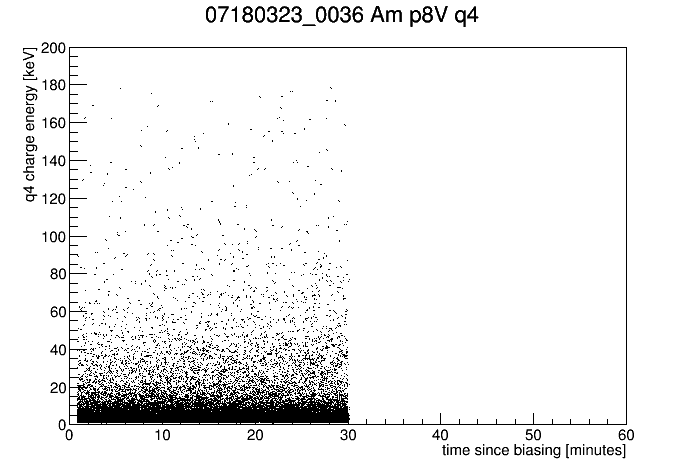 07180323_0036 Am p8V q4
q4 charge energy [keV]
200
180
160
140
120
100
80
60
40
20
0
0 10 20 30 40 50 60
time since biasing [minutes]